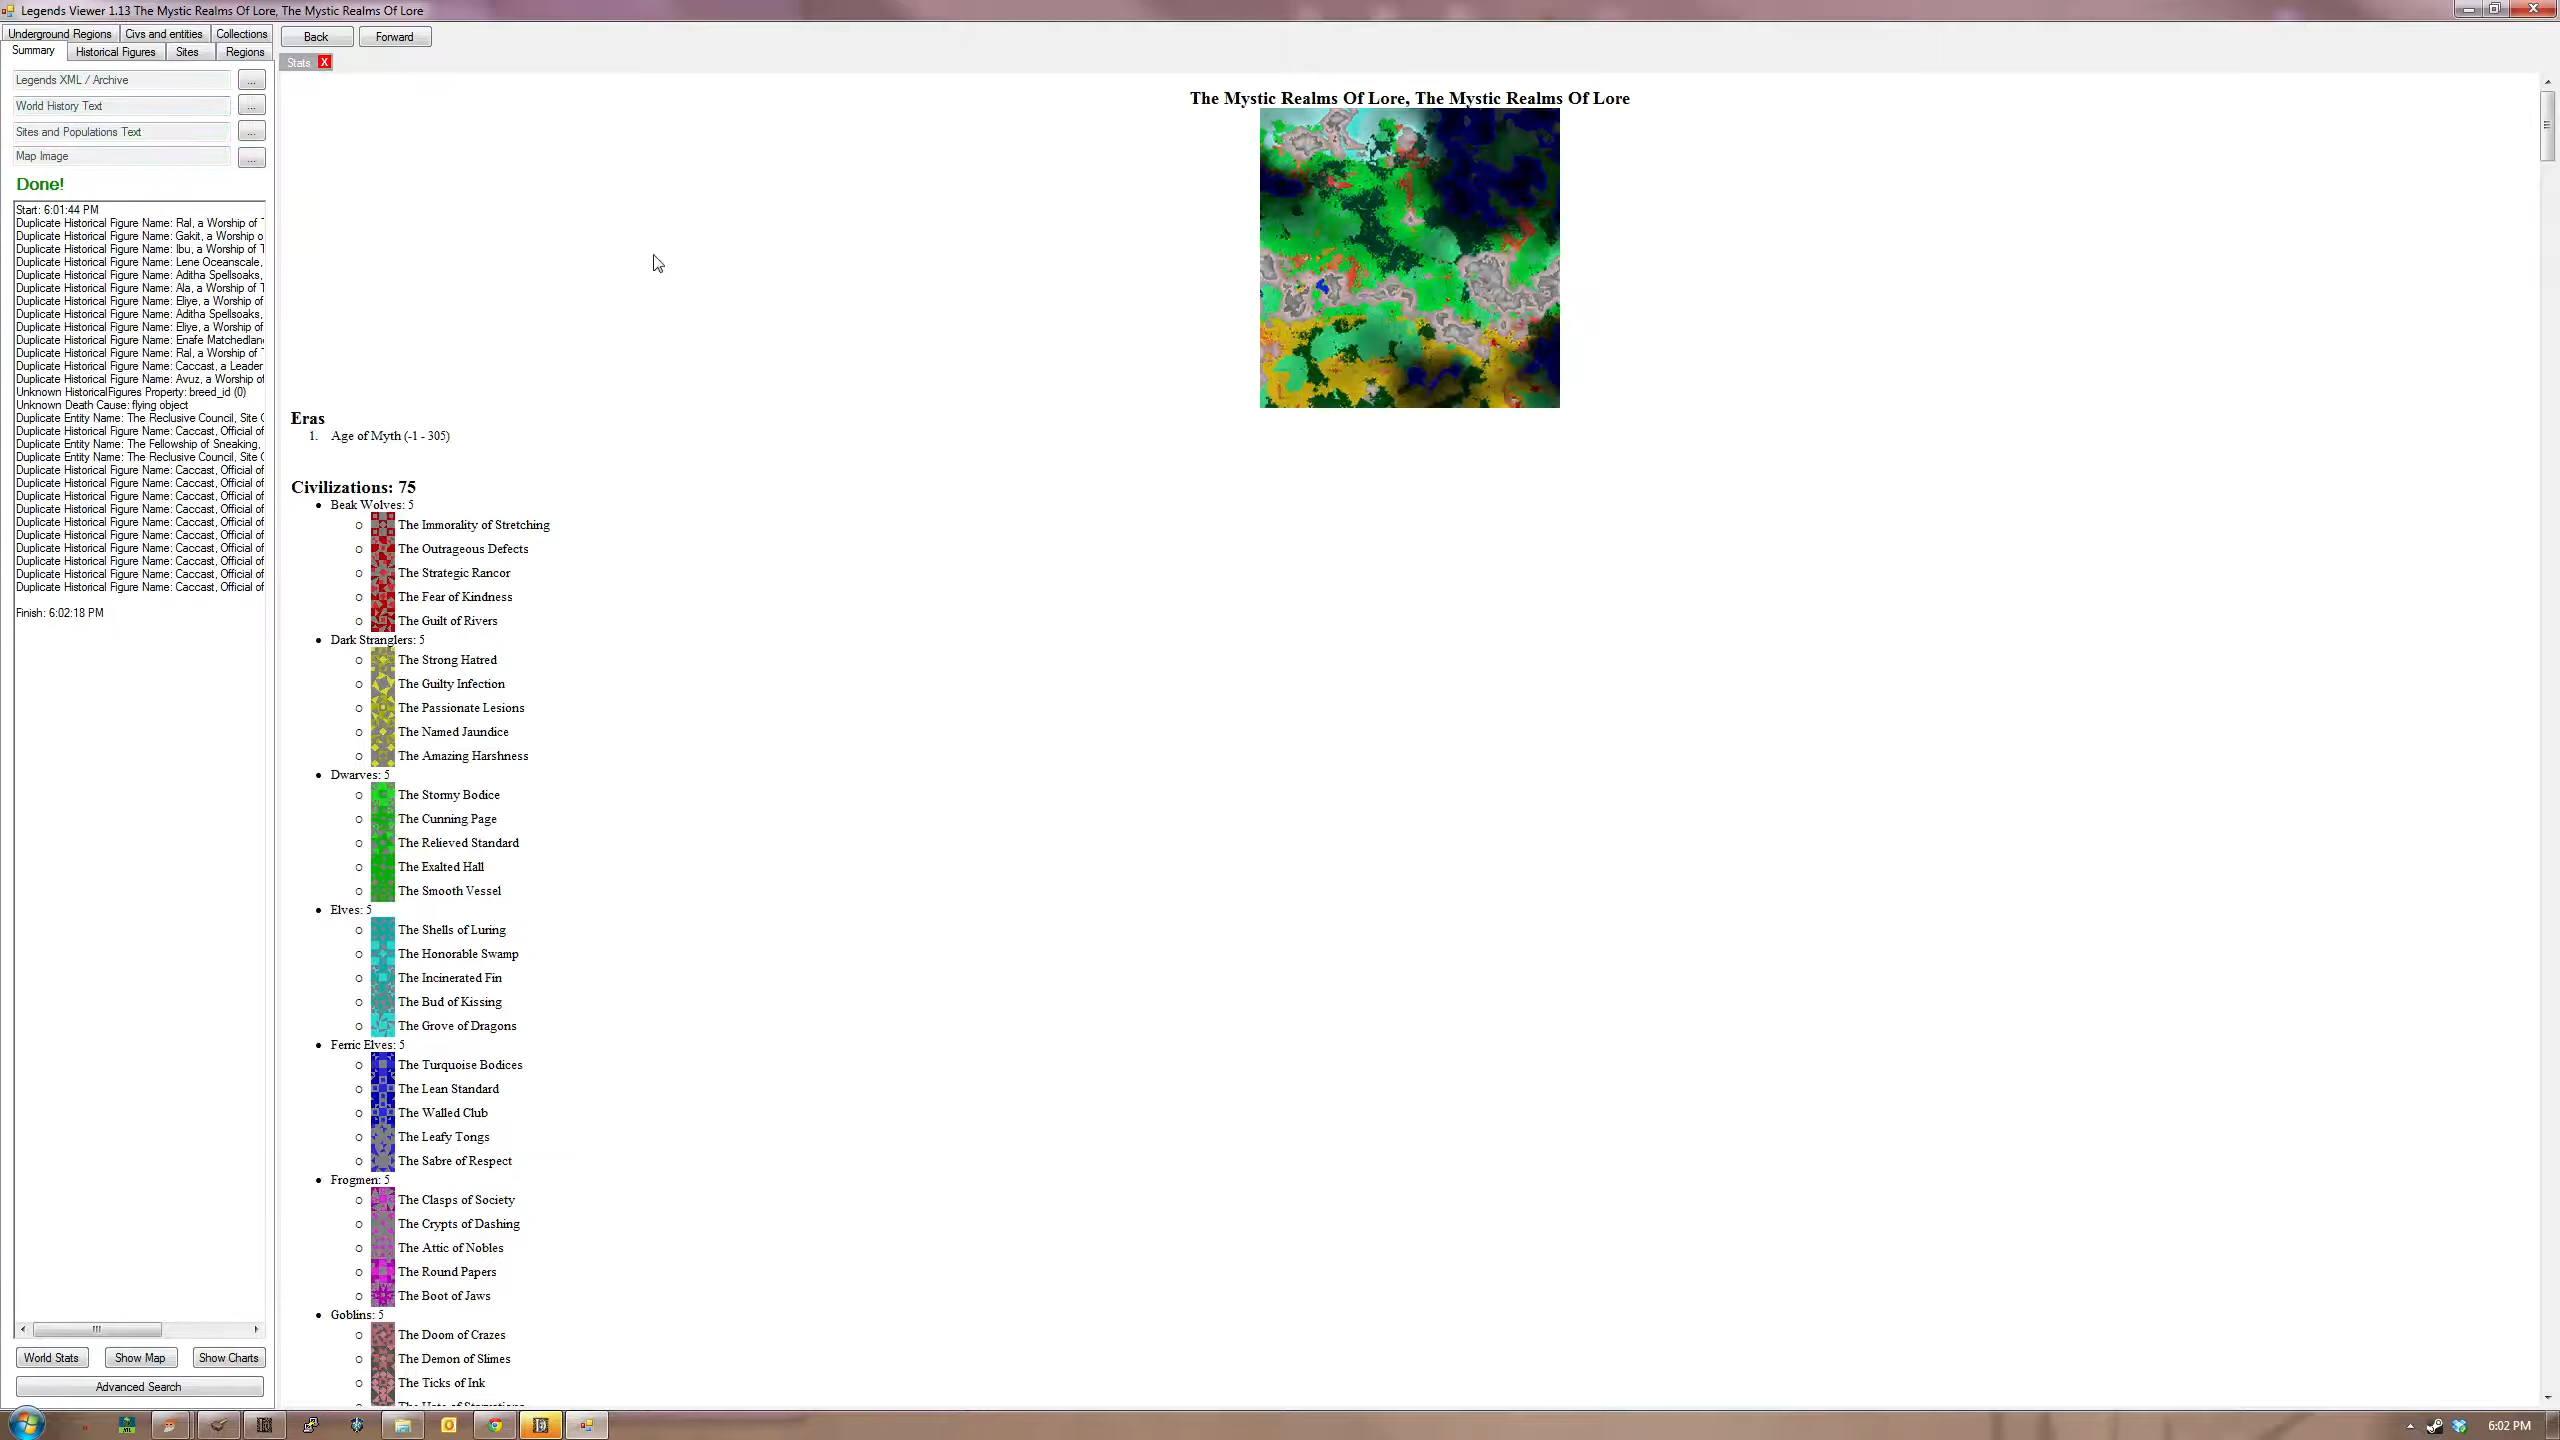 Legends Viewer 1.13 The Mystic Realms Of Lore, The Mystic Realms Of Lore
Underground Regions Civs and entities Collections
Summary Historical Figures Sites Regions
Back Forward
Stats X
Legends XML / Archive ...
World History Text ...
Sites and Populations Text ...
Map Image ...
Done!
Start: 6:01:44 PM
Duplicate Historical Figure Name: Ral, a Worship of
Duplicate Historical Figure Name: Gakit, a Worship o
Duplicate Historical Figure Name: Ibu, a Worship of
Duplicate Historical Figure Name: Lene Oceanscale,
Duplicate Historical Figure Name: Aditha Spellsoaks,
Duplicate Historical Figure Name: Ala, a Worship of
Duplicate Historical Figure Name: Eliye, a Worship of
Duplicate Historical Figure Name: Aditha Spellsoaks,
Duplicate Historical Figure Name: Eliye, a Worship of
Duplicate Historical Figure Name: Enafe Matchedlan
Duplicate Historical Figure Name: Ral, a Worship of
Duplicate Historical Figure Name: Caccast, a Leader
Duplicate Historical Figure Name: Avuz, a Worship of
Unknown HistoricalFigures Property: breed_id (0)
Unknown Death Cause: flying object
Duplicate Entity Name: The Reclusive Council, Site
Duplicate Historical Figure Name: Caccast, Official of
Duplicate Entity Name: The Fellowship of Sneaking,
Duplicate Entity Name: The Reclusive Council, Site
Duplicate Historical Figure Name: Caccast, Official of
Duplicate Historical Figure Name: Caccast, Official of
Duplicate Historical Figure Name: Caccast, Official of
Duplicate Historical Figure Name: Caccast, Official of
Duplicate Historical Figure Name: Caccast, Official of
Duplicate Historical Figure Name: Caccast, Official of
Duplicate Historical Figure Name: Caccast, Official of
Duplicate Historical Figure Name: Caccast, Official of
Duplicate Historical Figure Name: Caccast, Official of
Duplicate Historical Figure Name: Caccast, Official of
Finish: 6:02:18 PM
World Stats Show Map Show Charts
Advanced Search
The Mystic Realms Of Lore, The Mystic Realms Of Lore
Eras
1. Age of Myth (-1 - 305)
Civilizations: 75
Beak Wolves: 5
The Immorality of Stretching
The Outrageous Defects
The Strategic Rancor
The Fear of Kindness
The Guilt of Rivers
Dark Stranglers: 5
The Strong Hatred
The Guilty Infection
The Passionate Lesions
The Named Jaundice
The Amazing Harshness
Dwarves: 5
The Stormy Bodice
The Cunning Page
The Relieved Standard
The Exalted Hall
The Smooth Vessel
Elves: 5
The Shells of Luring
The Honorable Swamp
The Incinerated Fin
The Bud of Kissing
The Grove of Dragons
Ferric Elves: 5
The Turquoise Bodices
The Lean Standard
The Walled Club
The Leafy Tongs
The Sabre of Respect
Frogmen: 5
The Clasps of Society
The Crypts of Dashing
The Attic of Nobles
The Round Papers
The Boot of Jaws
Goblins: 5
The Doom of Crazes
The Demon of Slimes
The Ticks of Ink
6:02 PM